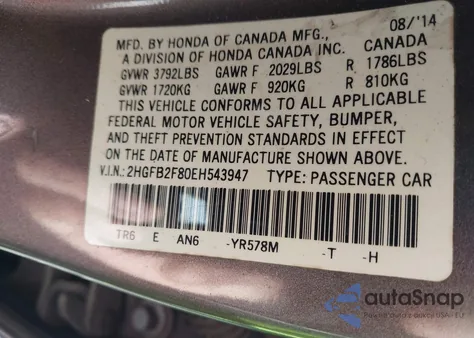 MFD. BY HONDA OF CANADA MFG., 08/'14
A DIVISION OF HONDA CANADA INC. CANADA
GVWR 3792LBS GAWR F 2029LBS R 1786LBS
GVWR 1720KG GAWR F 920KG R 810KG
THIS VEHICLE CONFORMS TO ALL APPLICABLE
FEDERAL MOTOR VEHICLE SAFETY, BUMPER,
AND THEFT PREVENTION STANDARDS IN EFFECT
ON THE DATE OF MANUFACTURE SHOWN ABOVE.
V.I.N.: 2HGFB2F80EH543947 TYPE: PASSENGER CAR
TR6 E AN6 -YR578M -T -H
autoSnap